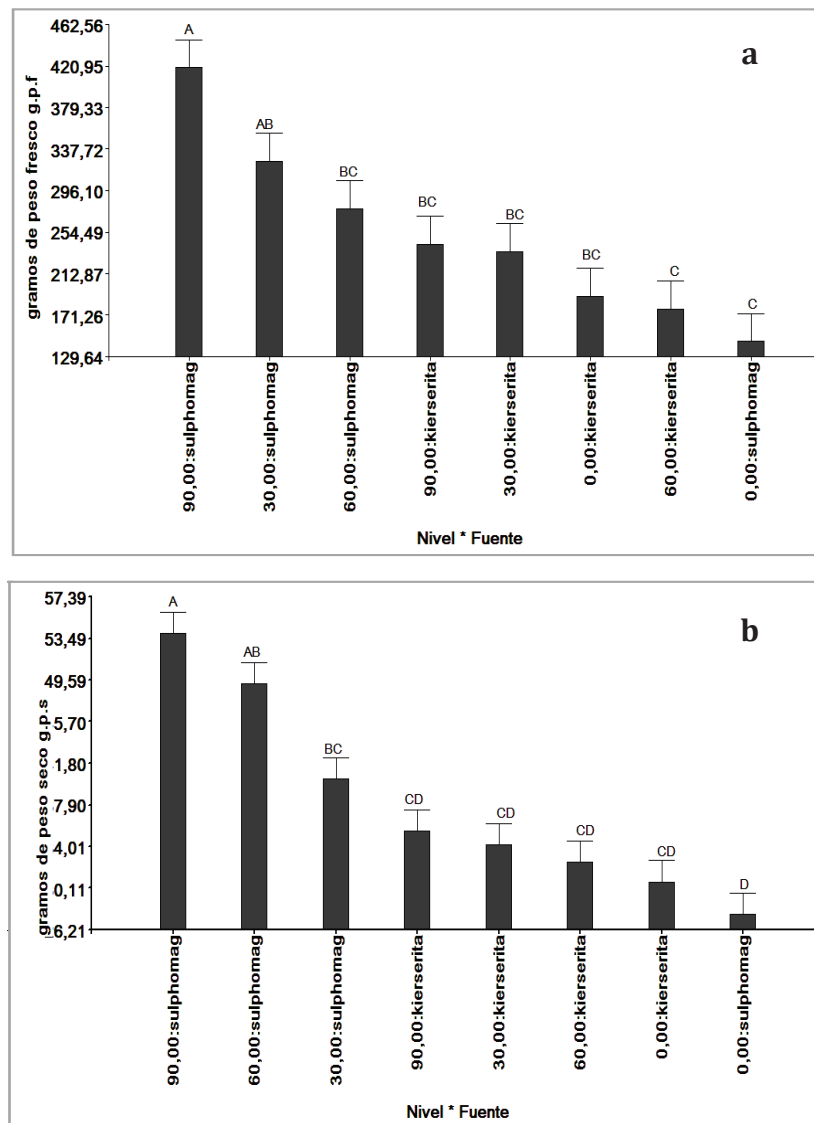 a
gramos de peso fresco g.p.f
462,56
420,95
379,33
337,72
296,10
254,49
212,87
171,26
129,64
A
AB
BC
BC
BC
BC
C
C
90,00:sulphomag
30,00:sulphomag
60,00:sulphomag
90,00:kierserita
30,00:kierserita
0,00:kierserita
60,00:kierserita
0,00:sulphomag
Nivel * Fuente
b
gramos de peso seco g.p.s
57,39
53,49
49,59
5,70
1,80
7,90
4,01
0,11
6,21
A
AB
BC
CD
CD
CD
CD
D
90,00:sulphomag
60,00:sulphomag
30,00:sulphomag
90,00:kierserita
30,00:kierserita
60,00:kierserita
0,00:kierserita
0,00:sulphomag
Nivel * Fuente